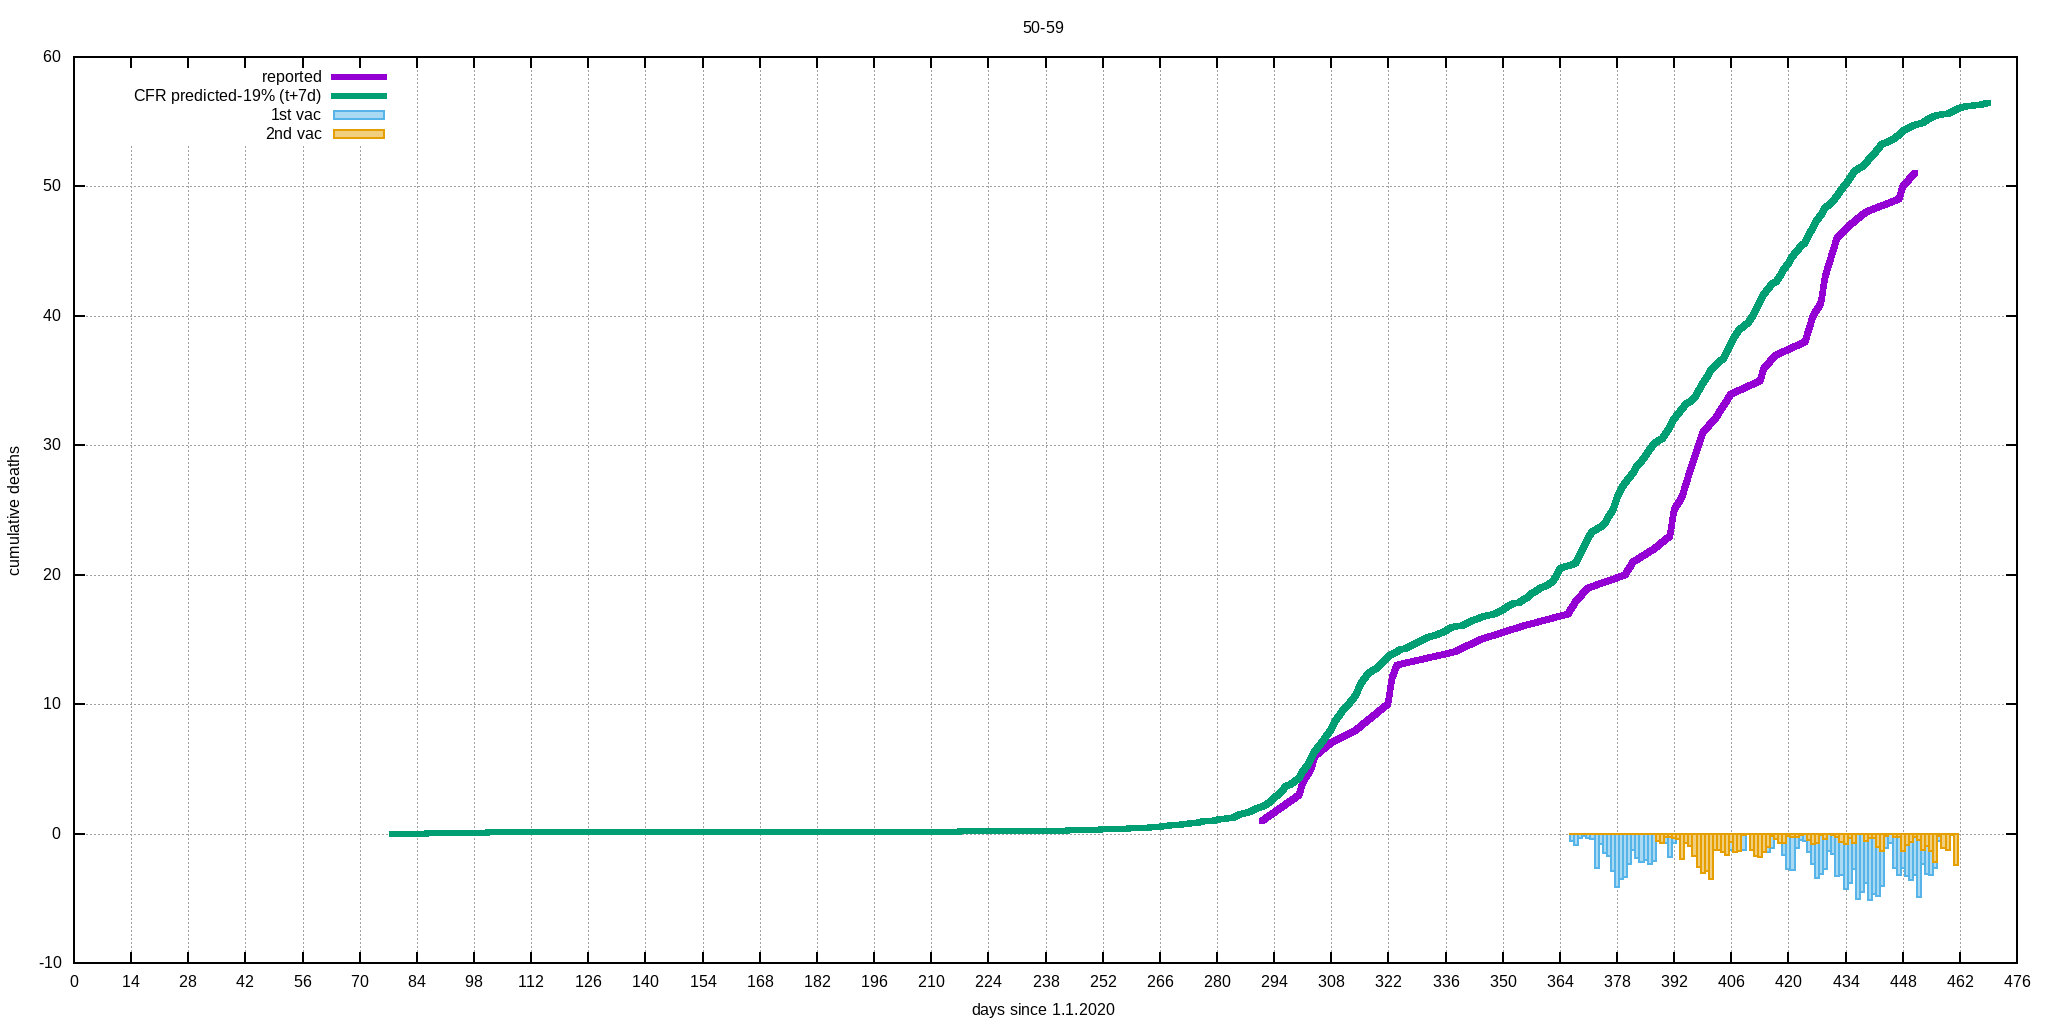 50-59
60
50
40
30
20
10
0
-10
cumulative deaths
reported
CFR predicted-19% (t+7d)
1st vac
2nd vac
0 14 28 42 56 70 84 98 112 126 140 154 168 182 196 210 224 238 252 266 280 294 308 322 336 350 364 378 392 406 420 434 448 462 476
days since 1.1.2020